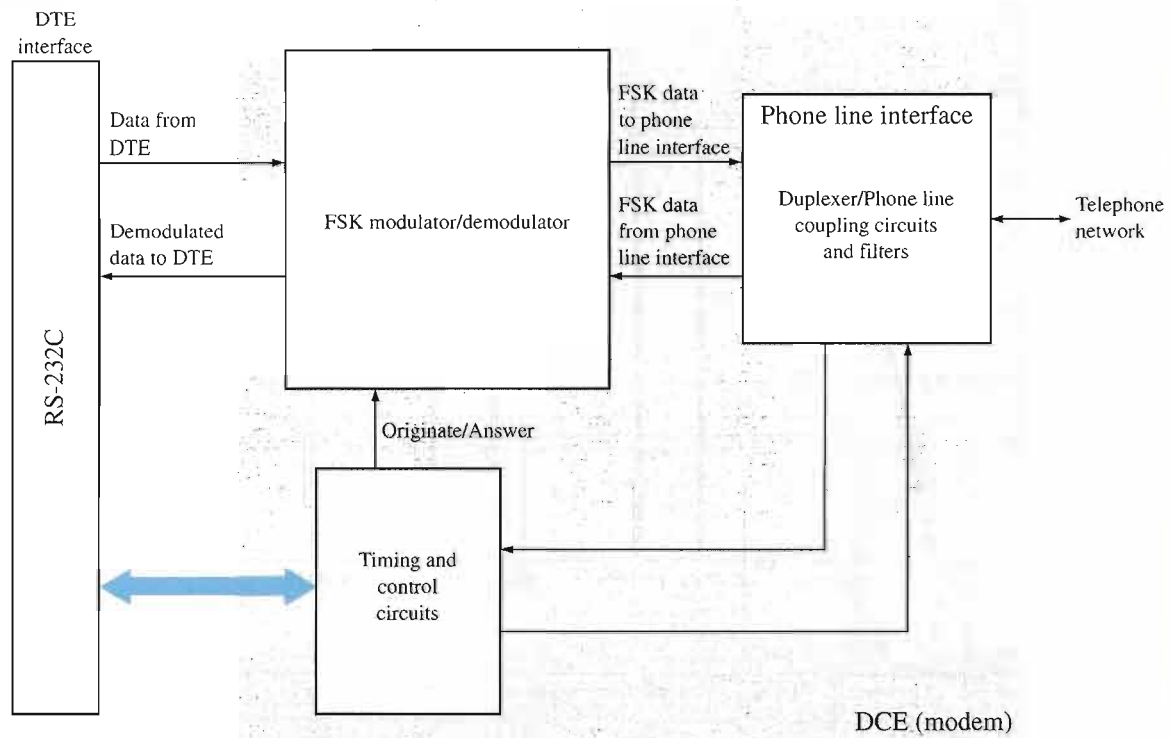 DTE
interface
RS-232C
Data from
DTE
Demodulated
data to DTE
FSK modulator/demodulator
FSK data
to phone
line interface
FSK data
from phone
line interface
Phone line interface
Duplexer/Phone line
coupling circuits
and filters
Telephone
network
Originate/Answer
Timing and
control
circuits
DCE (modem)